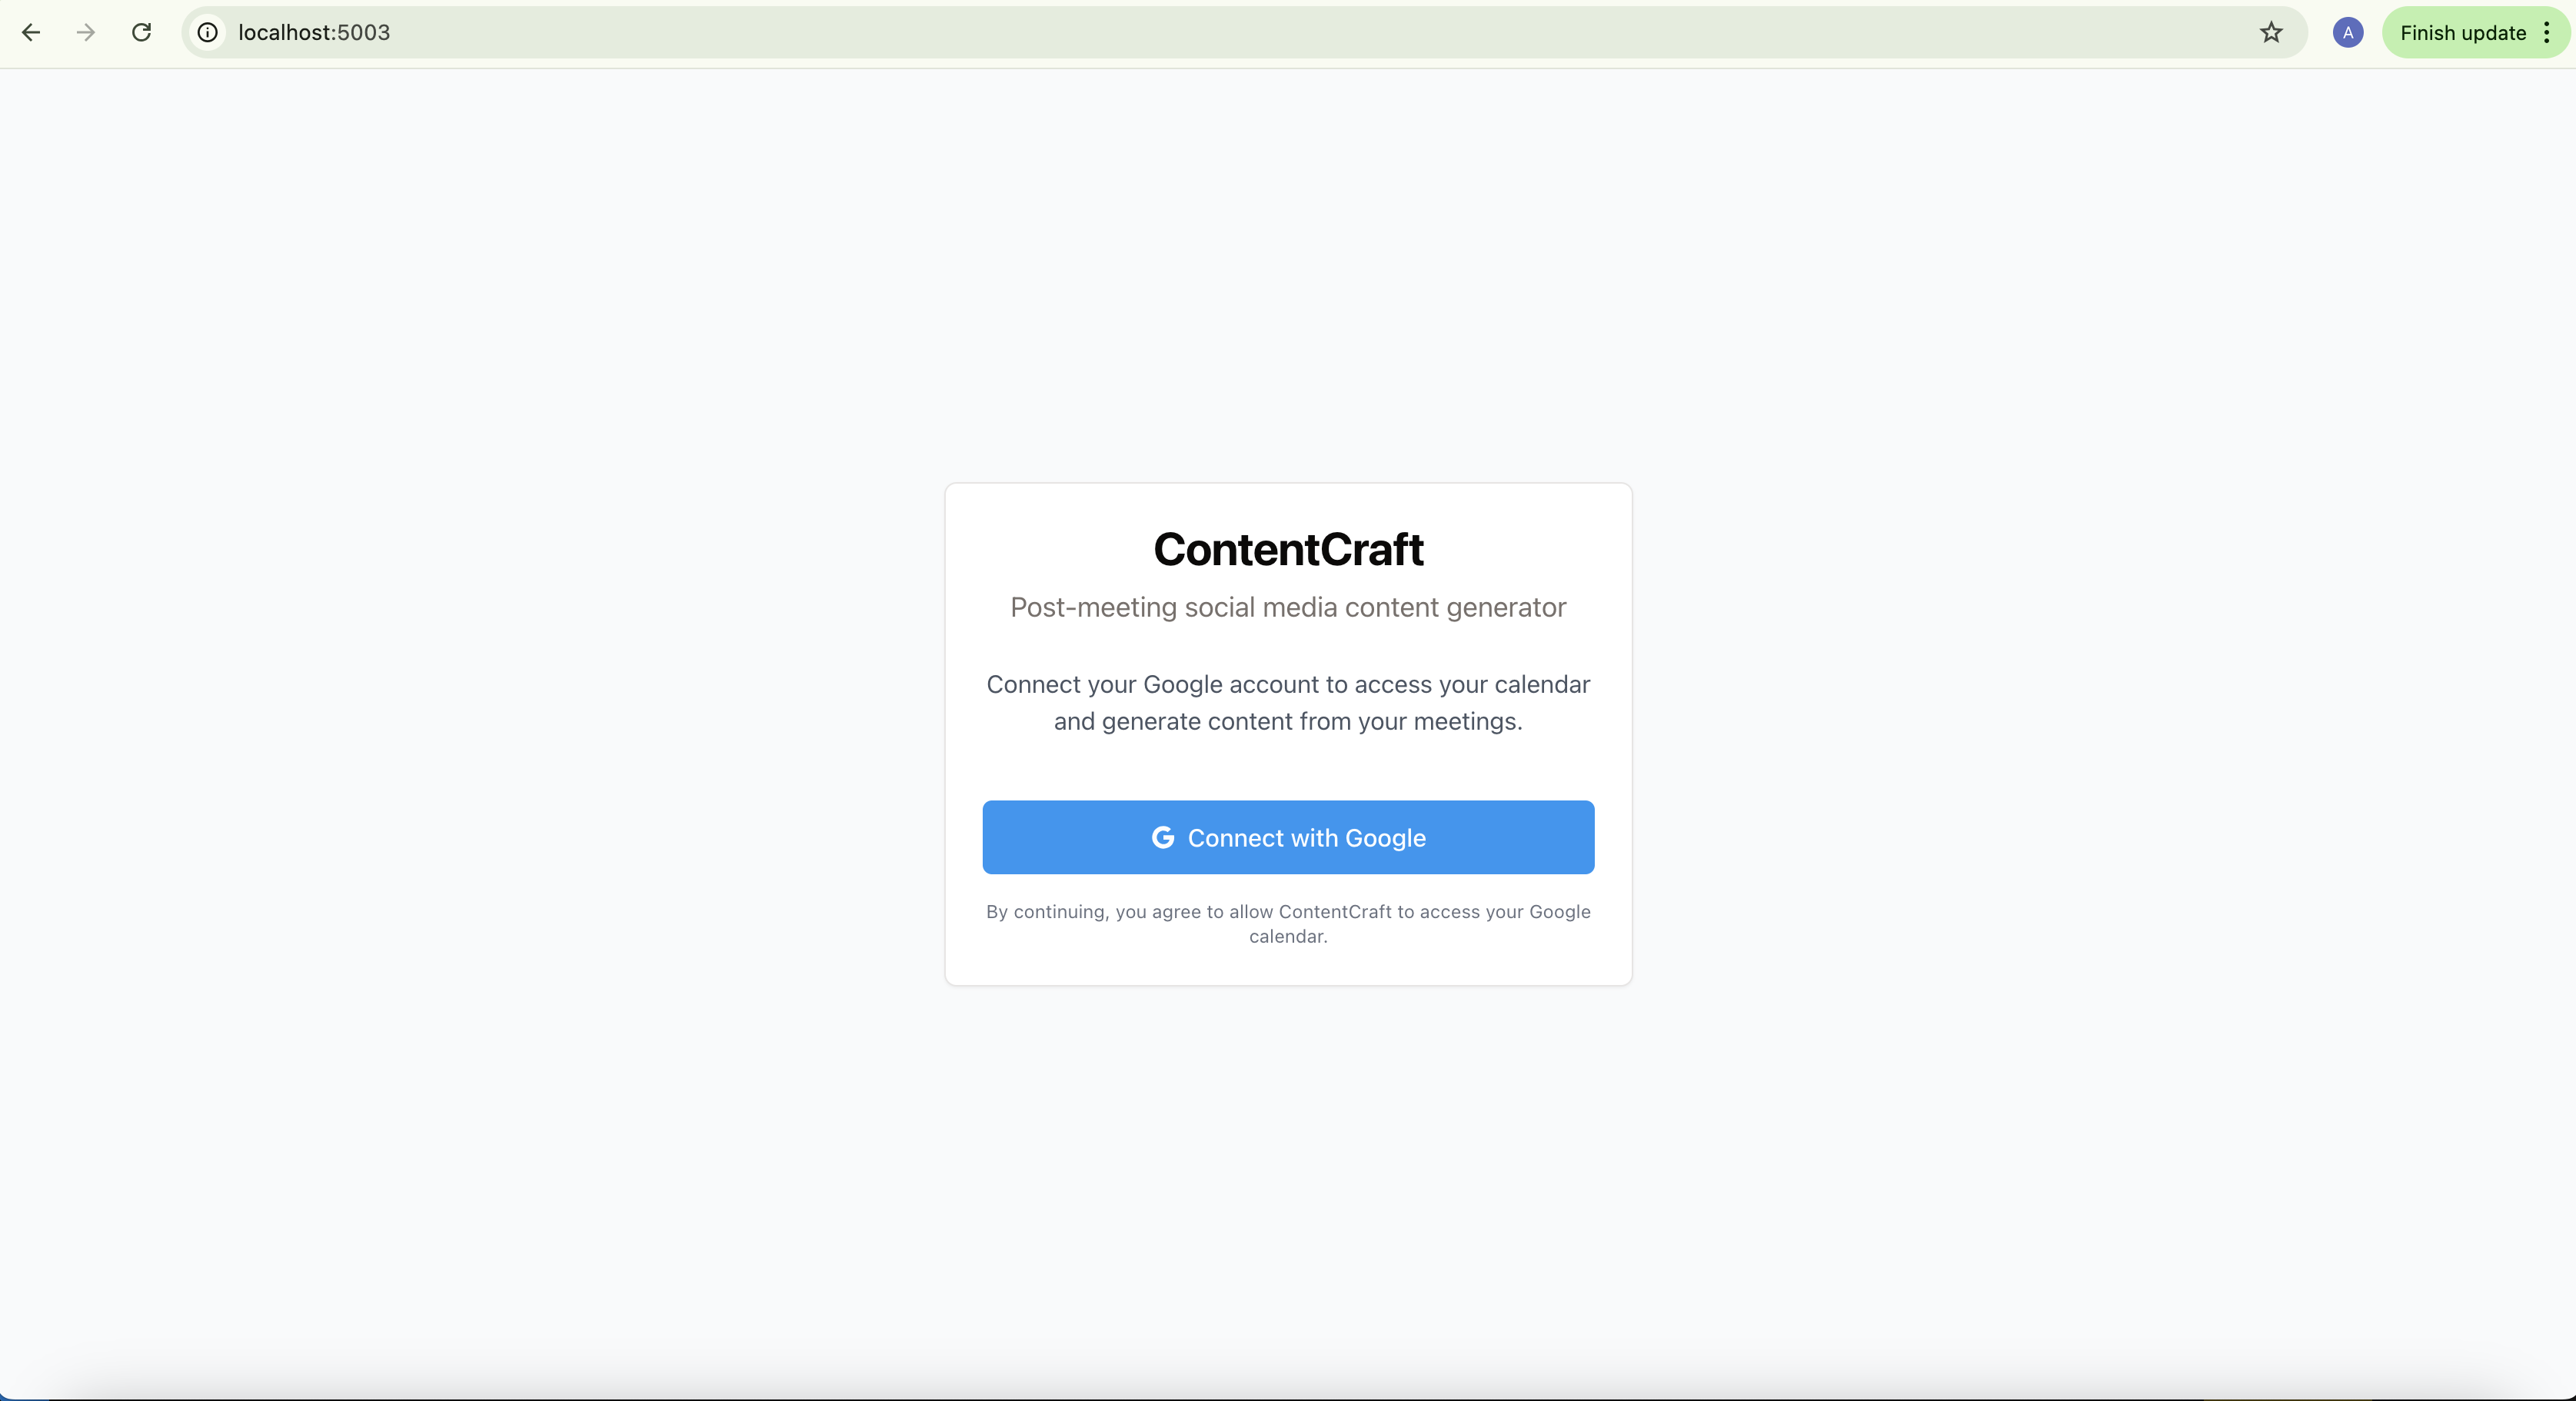 localhost:5003
A
Finish update
ContentCraft
Post-meeting social media content generator
Connect your Google account to access your calendar
and generate content from your meetings.
G Connect with Google
By continuing, you agree to allow ContentCraft to access your Google
calendar.